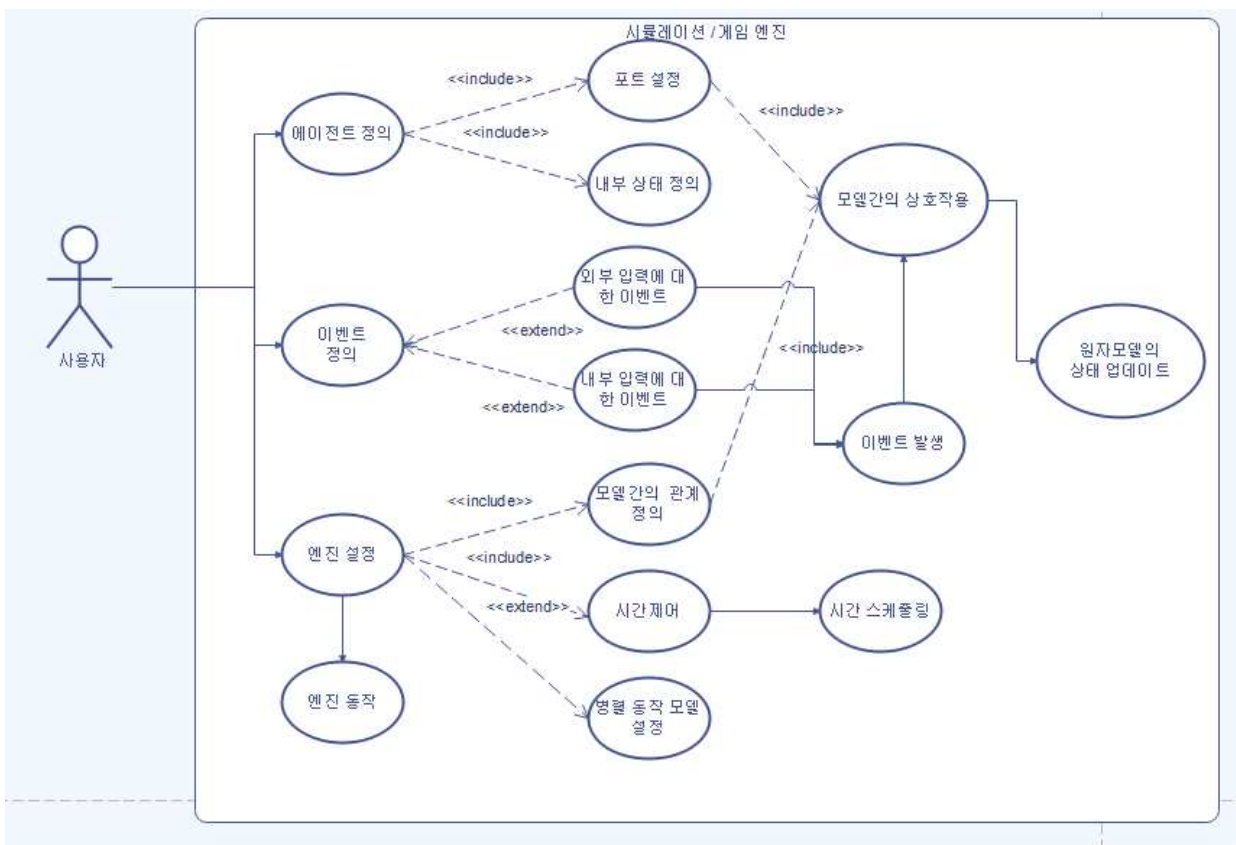 시뮬레이션 / 게임 엔진
<<include>>
포트 설정
<<include>>
에이전트 정의
<<include>>
내부 상태 정의
모델간의 상호작용
사용자
이벤트
정의
외부 입력에 대
한 이벤트
<<extend>>
<<include>>
내부 입력에 대
한 이벤트
<<extend>>
원자모델의
상태 업데이트
이벤트 발생
<<include>>
모델간의 관계
정의
엔진 설정
<<include>>
<<extend>>
시간제어
시간 스케쥴링
엔진 동작
병렬 동작 모델
설정